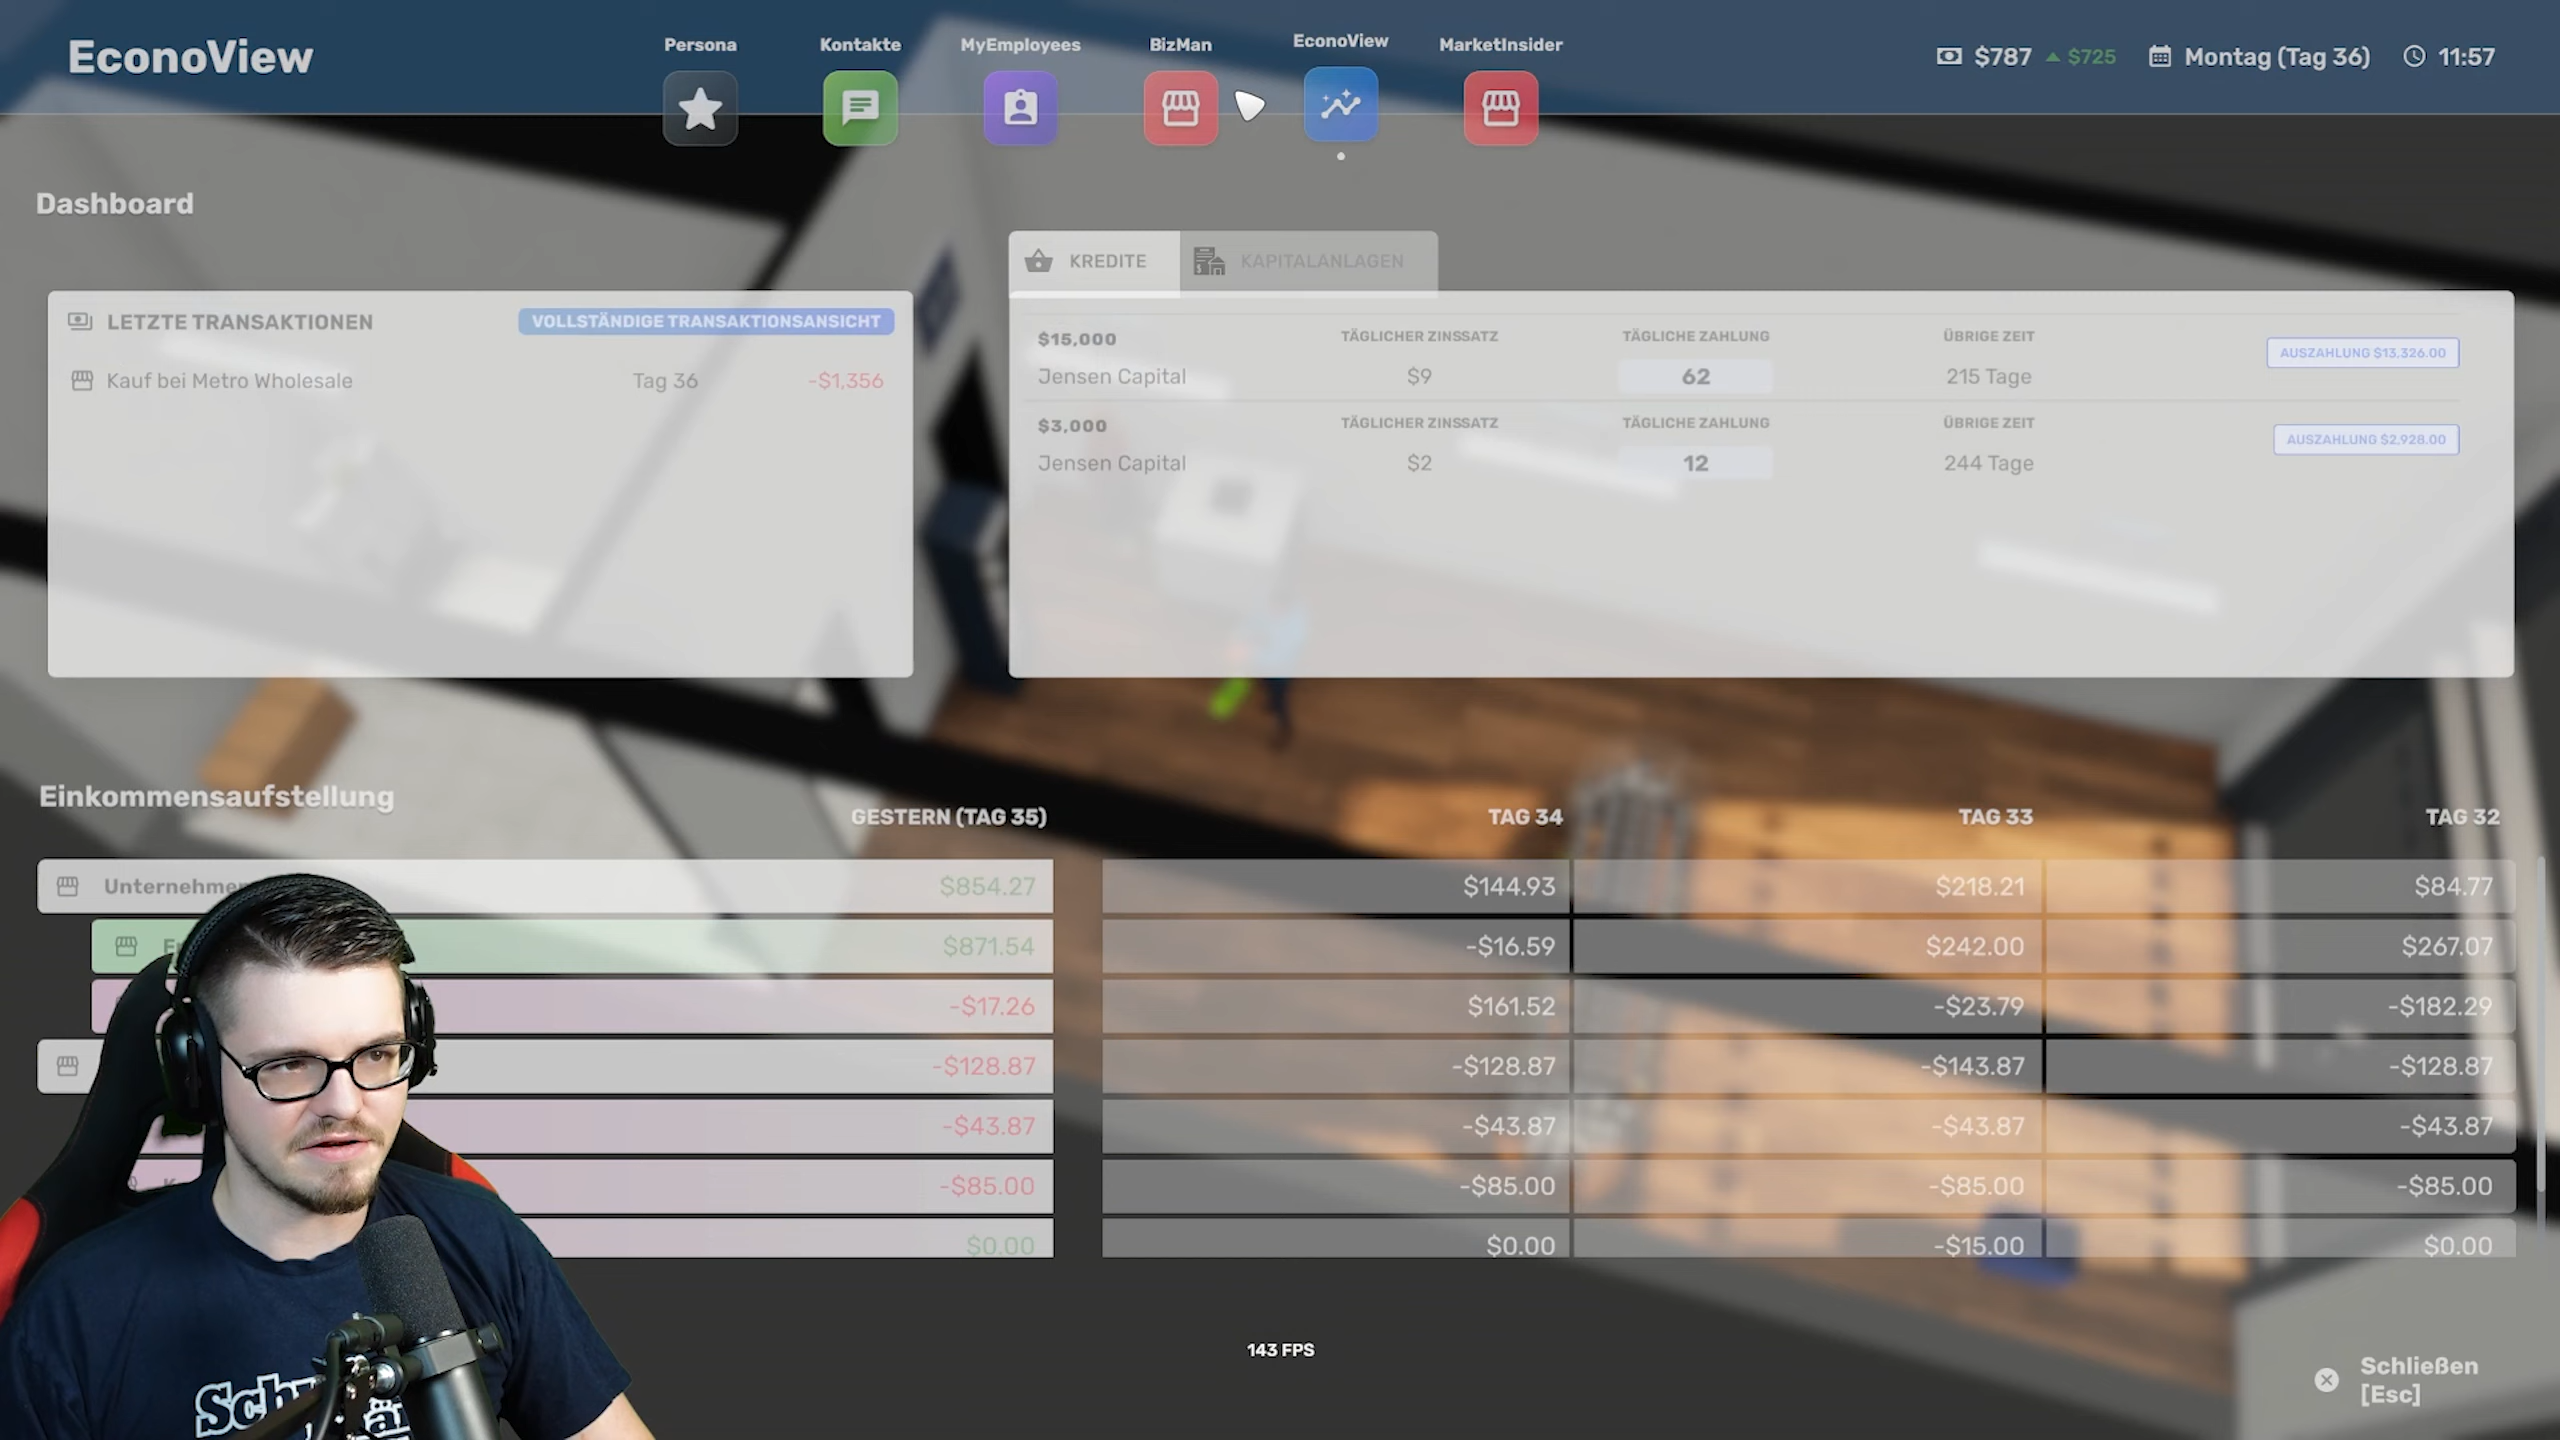 EconoView
Persona
Kontakte
MyEmployees
BizMan
EconoView
MarketInsider
$787 $725 Montag (Tag 36) 11:57
Dashboard
KREDITE
KAPITALANLAGEN
LETZTE TRANSAKTIONEN VOLLSTÄNDIGE TRANSAKTIONSANSICHT
Kauf bei Metro Wholesale Tag 36 -$1,356
$15,000 TÄGLICHER ZINSSATZ TÄGLICHE ZAHLUNG ÜBRIGE ZEIT AUSZAHLUNG $13,326.00
Jensen Capital $9 62 215 Tage
$3,000 TÄGLICHER ZINSSATZ TÄGLICHE ZAHLUNG ÜBRIGE ZEIT AUSZAHLUNG $2,928.00
Jensen Capital $2 12 244 Tage
Einkommensaufstellung
GESTERN (TAG 35) TAG 34 TAG 33 TAG 32
Unternehmen $854.27 $144.93 $218.21 $84.77
$871.54 -$16.59 $242.00 $267.07
-$17.26 $161.52 -$23.79 -$182.29
-$128.87 -$128.87 -$143.87 -$128.87
-$43.87 -$43.87 -$43.87 -$43.87
-$85.00 -$85.00 -$85.00 -$85.00
$0.00 $0.00 -$15.00 $0.00
143 FPS
Schließen
[Esc]